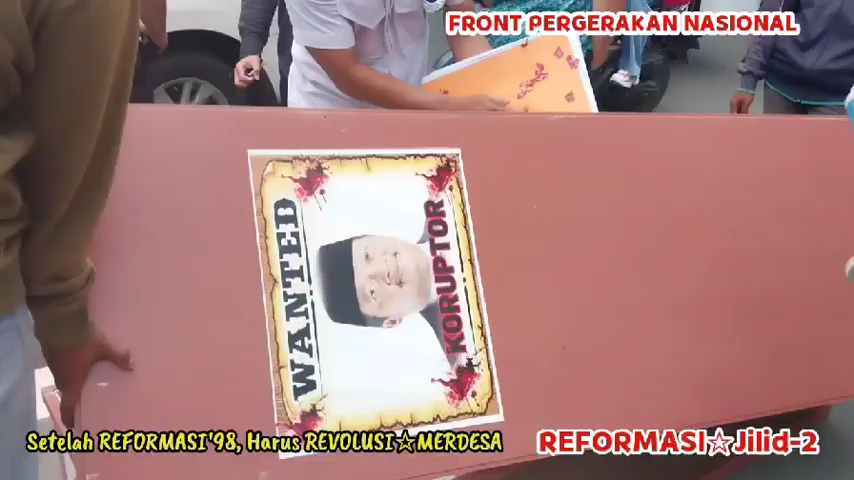 FRONT PERGERAKAN NASIONAL
WANTED
KORUPTOR
Setelah REFORMASI'98, Harus REVOLUSI☆MERDESA
REFORMASI☆Jilid-2